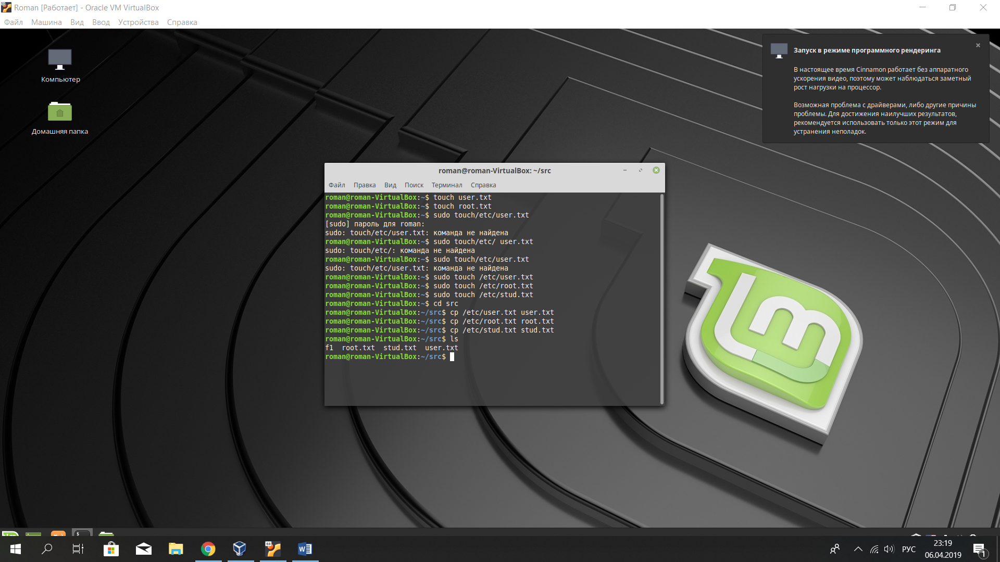 Roman [Работает] - Oracle VM VirtualBox
Файл Машина Вид Ввод Устройства Справка
Компьютер
Домашняя папка
Запуск в режиме программного рендеринга
В настоящее время Cinnamon работает без аппаратного
ускорения видео, поэтому может наблюдаться заметный
рост нагрузки на процессор.
Возможная проблема с драйверами, либо другие причины
проблемы. Для достижения наилучших результатов,
рекомендуется использовать только этот режим для
устранения неполадок.
roman@roman-VirtualBox: ~/src
Файл Правка Вид Поиск Терминал Справка
roman@roman-VirtualBox:~$ touch user.txt
roman@roman-VirtualBox:~$ touch root.txt
roman@roman-VirtualBox:~$ sudo touch/etc/user.txt
[sudo] пароль для roman:
sudo: touch/etc/user.txt: команда не найдена
roman@roman-VirtualBox:~$ sudo touch/etc/ user.txt
sudo: touch/etc/: команда не найдена
roman@roman-VirtualBox:~$ sudo touch/etc/user.txt
sudo: touch/etc/user.txt: команда не найдена
roman@roman-VirtualBox:~$ sudo touch /etc/user.txt
roman@roman-VirtualBox:~$ sudo touch /etc/root.txt
roman@roman-VirtualBox:~$ sudo touch /etc/stud.txt
roman@roman-VirtualBox:~$ cd src
roman@roman-VirtualBox:~/src$ cp /etc/user.txt user.txt
roman@roman-VirtualBox:~/src$ cp /etc/root.txt root.txt
roman@roman-VirtualBox:~/src$ cp /etc/stud.txt stud.txt
roman@roman-VirtualBox:~/src$ ls
f1 root.txt stud.txt user.txt
roman@roman-VirtualBox:~/src$
64
РУС
23:19
06.04.2019
1